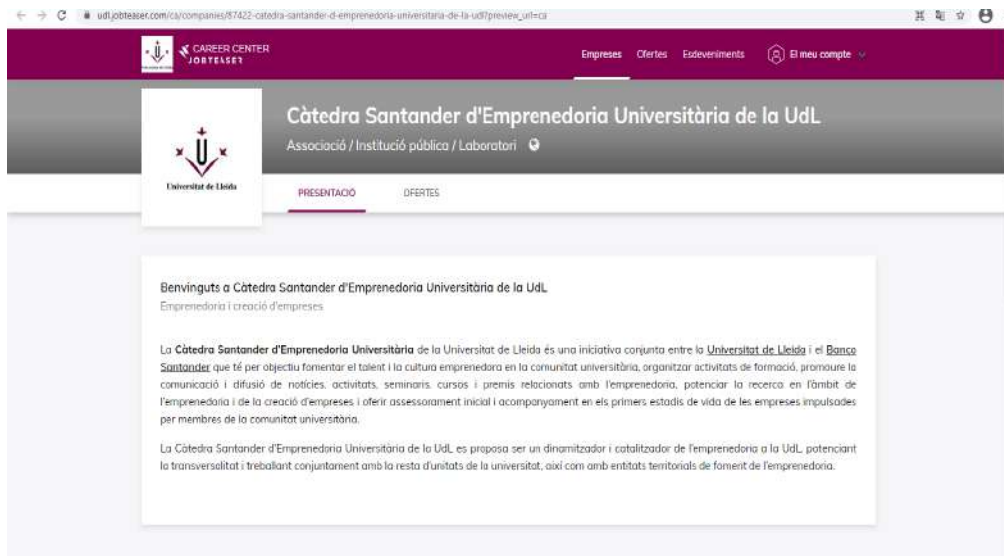 udl.jobteaser.com/ca/companies/87422-catedra-santander-d-emprenedoria-universitaria-de-la-udl?preview_url=ca
CAREER CENTER
JOBTEASER
Empreses Ofertes Esdeveniments El meu compte
Càtedra Santander d'Emprenedoria Universitària de la UdL
Associació / Institució pública / Laboratori
Universitat de Lleida
PRESENTACIÓ OFERTES
Benvinguts a Càtedra Santander d'Emprenedoria Universitària de la UdL
Emprenedoria i creació d'empreses
La Càtedra Santander d'Emprenedoria Universitària de la Universitat de Lleida és una iniciativa conjunta entre la Universitat de Lleida i el Banco
Santander que té per objectiu fomentar el talent i la cultura emprenedora en la comunitat universitària, organitzar activitats de formació, promoure la
comunicació i difusió de notícies, activitats, seminaris, cursos i premis relacionats amb l'emprenedoria, potenciar la recerca en l'àmbit de
l'emprenedoria i de la creació d'empreses i oferir assessorament inicial i acompanyament en els primers estadis de vida de les empreses impulsades
per membres de la comunitat universitària.
La Càtedra Santander d'Emprenedoria Universitària de la UdL es proposa ser un dinamitzador i catalitzador de l'emprenedoria a la UdL, potenciant
la transversalitat i treballant conjuntament amb la resta d'unitats de la universitat, així com amb entitats territorials de foment de l'emprenedoria.